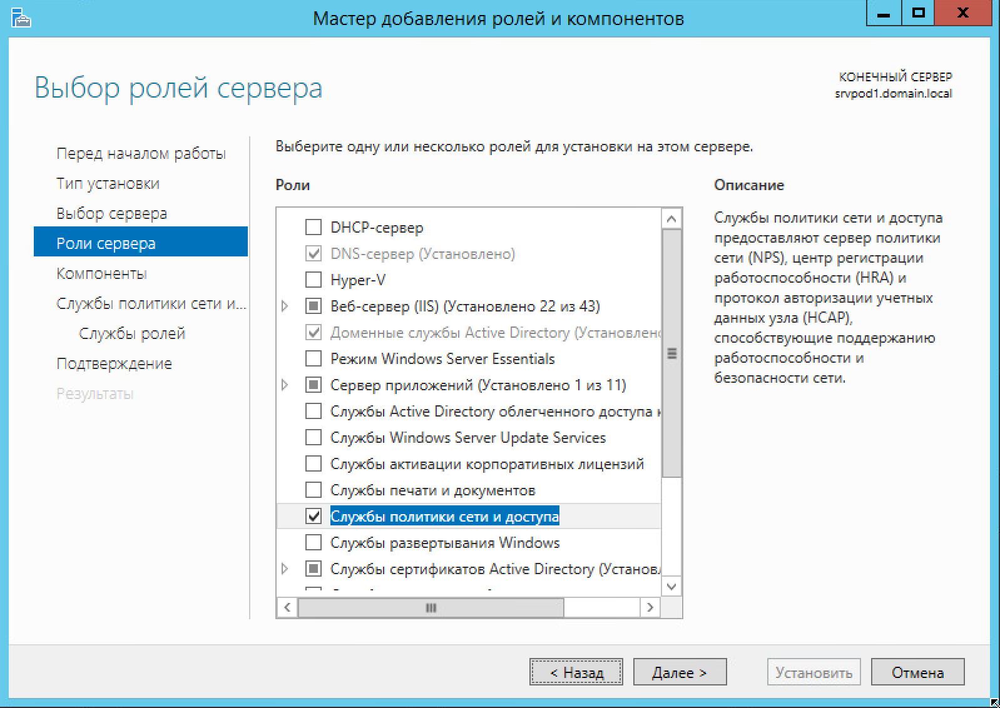 Мастер добавления ролей и компонентов
X
Выбор ролей сервера
КОНЕЧНЫЙ СЕРВЕР
srvpod1.domain.local
Перед началом работы
Тип установки
Выбор сервера
Роли сервера
Компоненты
Службы политики сети и...
Службы ролей
Подтверждение
Результаты
Выберите одну или несколько ролей для установки на этом сервере.
Роли
DHCP-сервер
DNS-сервер (Установлено)
Hyper-V
Веб-сервер (IIS) (Установлено 22 из 43)
Доменные службы Active Directory (Установлено
Режим Windows Server Essentials
Сервер приложений (Установлено 1 из 11)
Службы Active Directory облегченного доступа к
Службы Windows Server Update Services
Службы активации корпоративных лицензий
Службы печати и документов
Службы политики сети и доступа
Службы развертывания Windows
Службы сертификатов Active Directory (Установл
Описание
Службы политики сети и доступа
предоставляют сервер политики
сети (NPS), центр регистрации
работоспособности (HRA) и
протокол авторизации учетных
данных узла (HCAP),
способствующие поддержанию
работоспособности и
безопасности сети.
< Назад
Далее >
Установить
Отмена